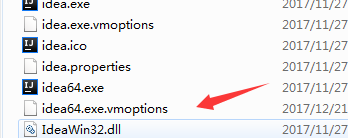 idea.exe 2017/11/27
idea.exe.vmoptions 2017/11/27
idea.ico 2017/11/27
idea.properties 2017/11/27
idea64.exe 2017/11/27
idea64.exe.vmoptions 2017/12/21
IdeaWin32.dll 2017/11/27